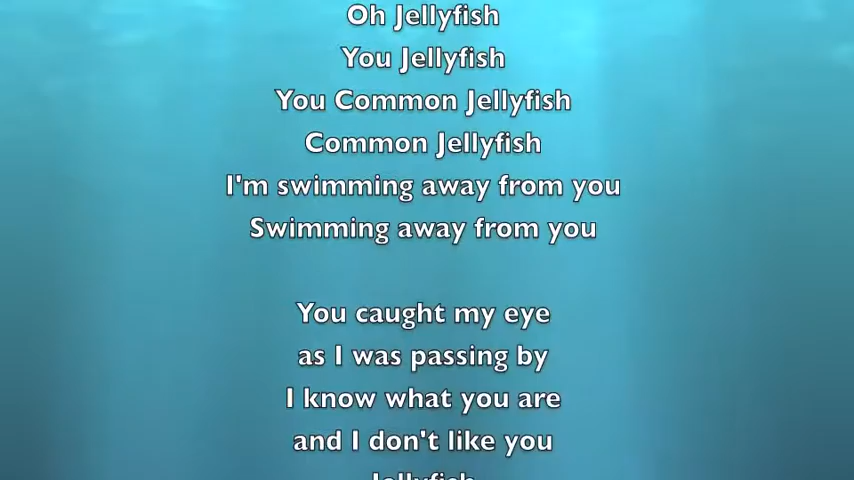 Oh Jellyfish
You Jellyfish
You Common Jellyfish
Common Jellyfish
I'm swimming away from you
Swimming away from you
You caught my eye
as I was passing by
I know what you are
and I don't like you
Jellyfish